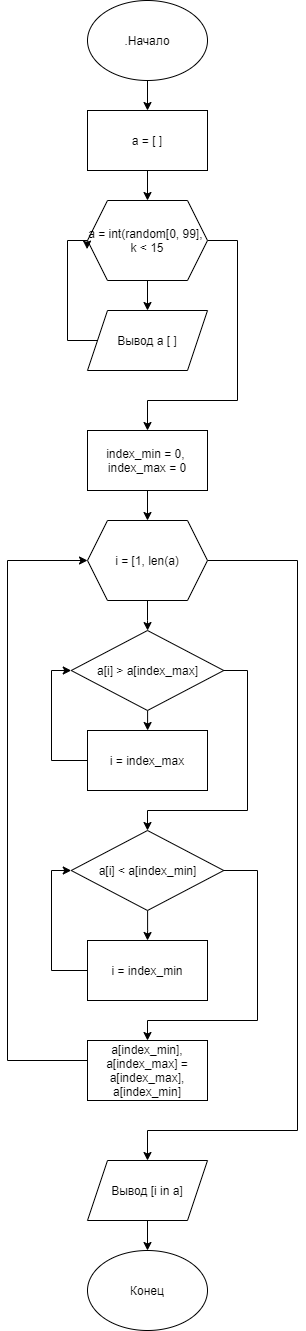 .Начало
a = [ ]
a = int(random[0, 99],
k < 15
Вывод a [ ]
index_min = 0,
index_max = 0
i = [1, len(a)
a[i] > a[index_max]
i = index_max
a[i] < a[index_min]
i = index_min
a[index_min],
a[index_max] =
a[index_max],
a[index_min]
Вывод [i in a]
Конец